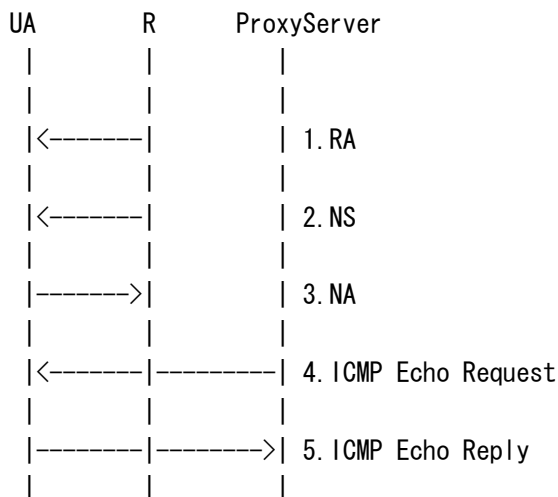 UA R ProxyServer
1.RA
2.NS
3.NA
4.ICMP Echo Request
5.ICMP Echo Reply